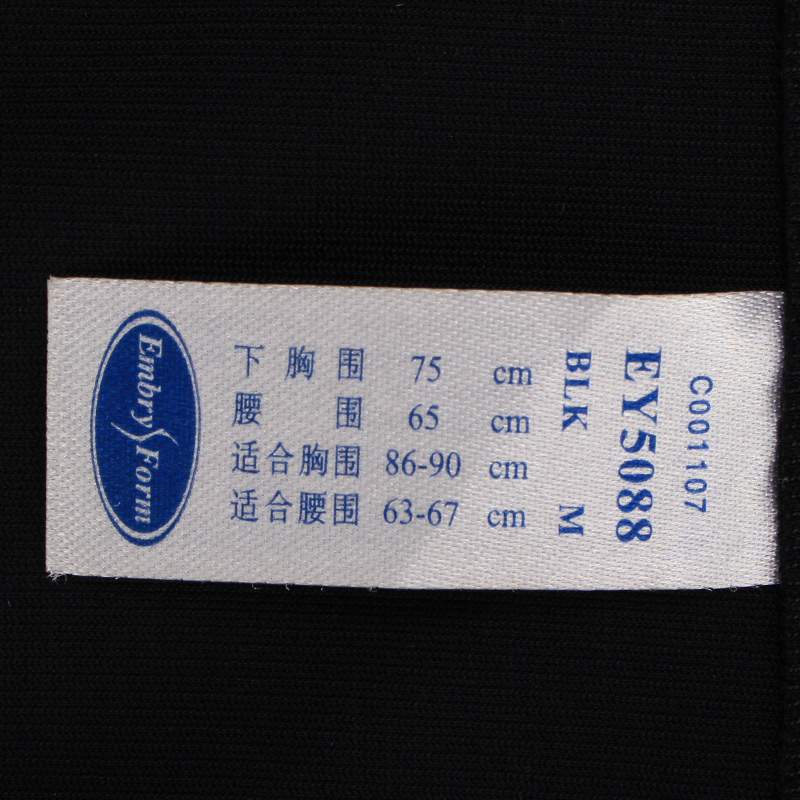 Embry Form
下胸围 75 cm
腰围 65 cm
适合胸围 86-90 cm
适合腰围 63-67 cm
BLK M
EY5088
C001107